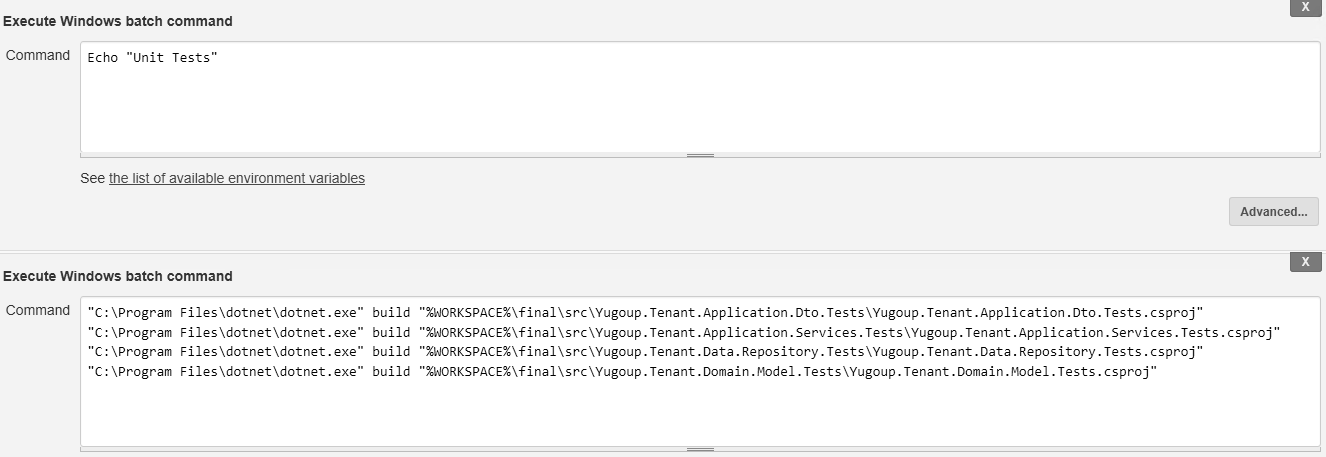 X
Execute Windows batch command
Command
Echo "Unit Tests"
See the list of available environment variables
Advanced...
X
Execute Windows batch command
Command
"C:\Program Files\dotnet\dotnet.exe" build "%WORKSPACE%\final\src\Yugoup.Tenant.Application.Dto.Tests\Yugoup.Tenant.Application.Dto.Tests.csproj"
"C:\Program Files\dotnet\dotnet.exe" build "%WORKSPACE%\final\src\Yugoup.Tenant.Application.Services.Tests\Yugoup.Tenant.Application.Services.Tests.csproj"
"C:\Program Files\dotnet\dotnet.exe" build "%WORKSPACE%\final\src\Yugoup.Tenant.Data.Repository.Tests\Yugoup.Tenant.Data.Repository.Tests.csproj"
"C:\Program Files\dotnet\dotnet.exe" build "%WORKSPACE%\final\src\Yugoup.Tenant.Domain.Model.Tests\Yugoup.Tenant.Domain.Model.Tests.csproj"